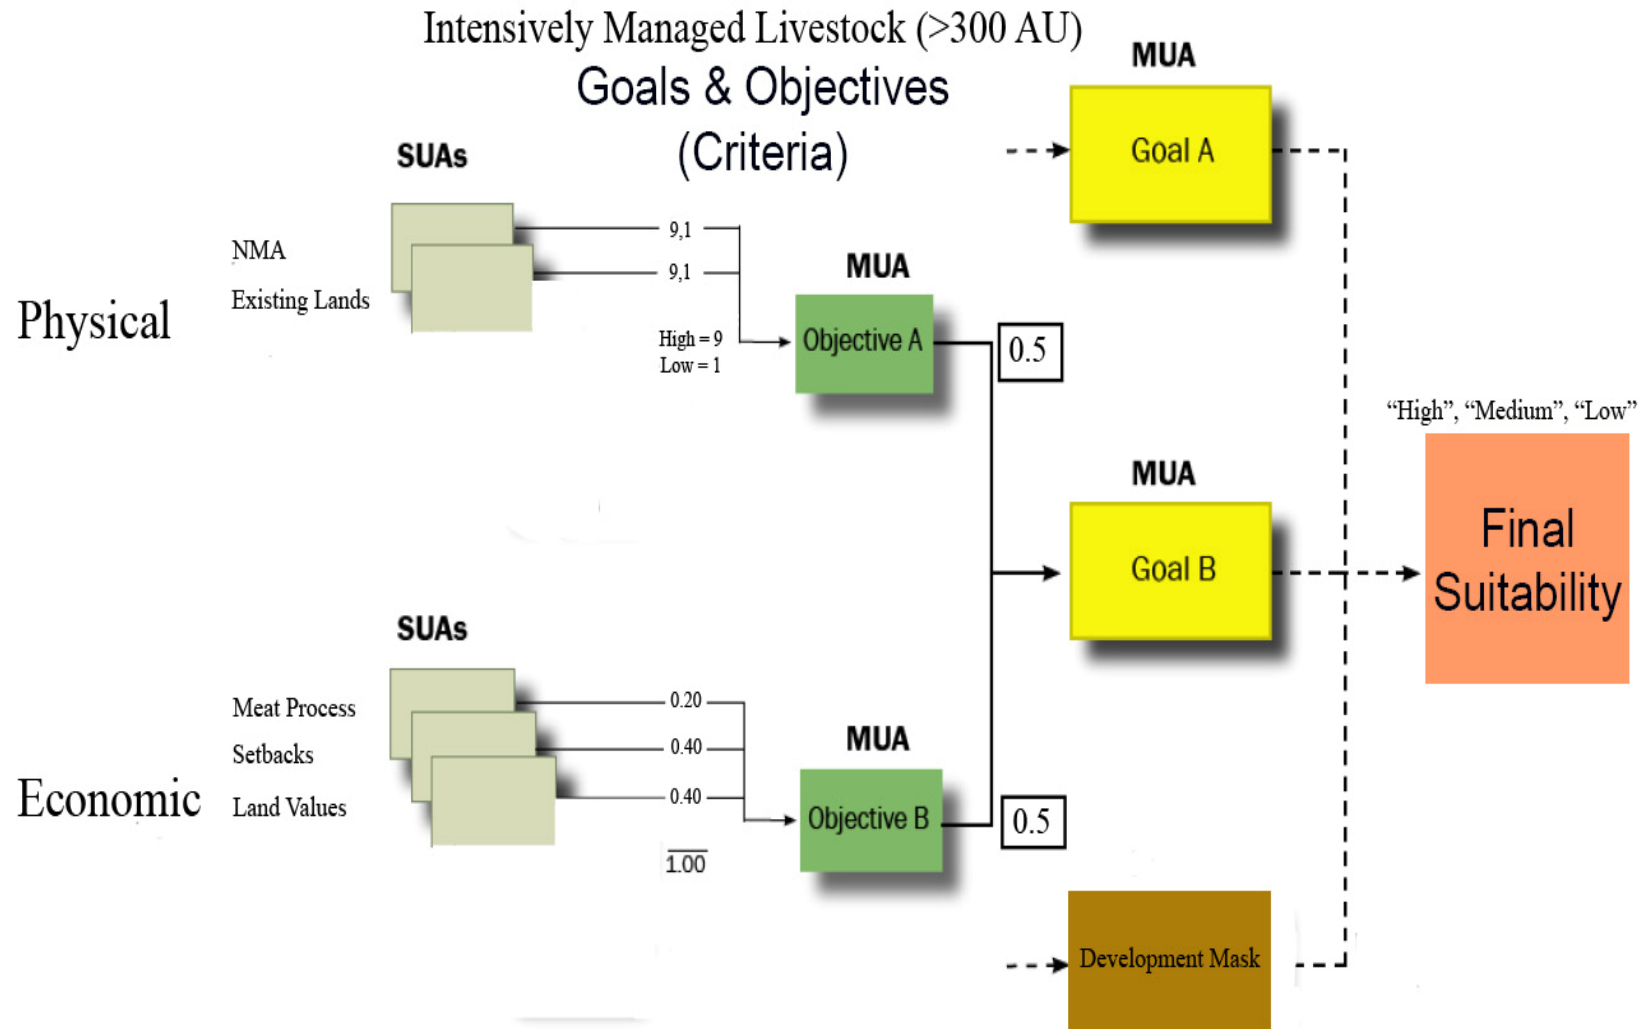 Intensively Managed Livestock (>300 AU)
Goals & Objectives
(Criteria)
MUA
Goal A
SUAs
NMA
Existing Lands
Physical
9,1
9,1
High = 9
Low = 1
MUA
Objective A
0.5
“High”, “Medium”, “Low”
Final
Suitability
MUA
Goal B
SUAs
Meat Process
Setbacks
Land Values
Economic
0.20
0.40
0.40
1.00
MUA
Objective B
0.5
Development Mask